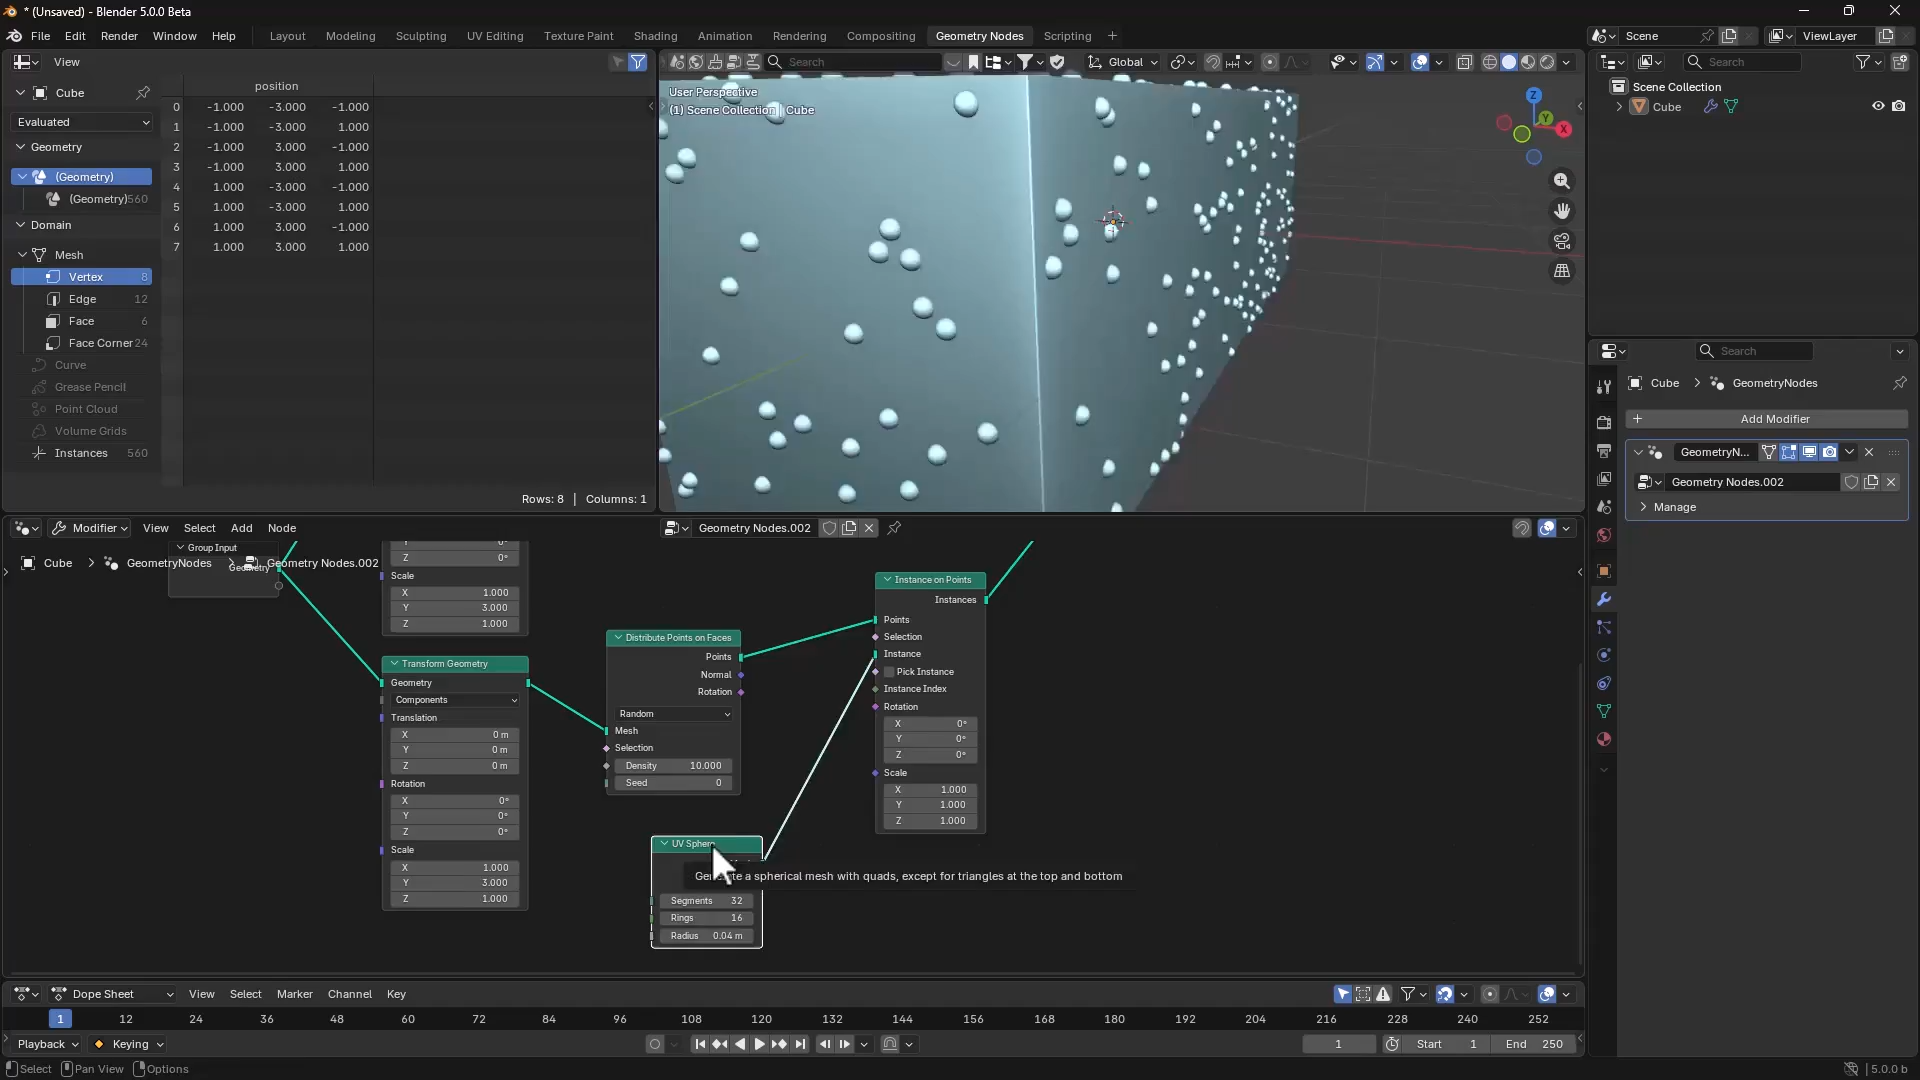 * (Unsaved) - Blender 5.0.0 Beta
File Edit Render Window Help Layout Modeling Sculpting UV Editing Texture Paint Shading Animation Rendering Compositing Geometry Nodes Scripting + Scene ViewLayer
View
Cube
Evaluated
Geometry
(Geometry)
(Geometry) 560
Domain
Mesh
Vertex 8
Edge 12
Face 6
Face Corner 24
Curve
Grease Pencil
Point Cloud
Volume Grids
Instances 560
position
0 -1.000 -3.000 -1.000
1 -1.000 -3.000 1.000
2 -1.000 3.000 -1.000
3 -1.000 3.000 1.000
4 1.000 -3.000 -1.000
5 1.000 -3.000 1.000
6 1.000 3.000 -1.000
7 1.000 3.000 1.000
Rows: 8 | Columns: 1
Search Global
User Perspective
(1) Scene Collection | Cube
Z
Y
X
Search
Scene Collection
Cube
Search
Cube > GeometryNodes
+ Add Modifier
GeometryN...
Geometry Nodes.002
Manage
Modifier View Select Add Node Geometry Nodes.002
Cube > GeometryNodes > Geometry Nodes.002
Group Input
Geometry
Y 0°
Z 0°
Scale
X 1.000
Y 3.000
Z 1.000
Transform Geometry
Geometry
Components
Translation
X 0 m
Y 0 m
Z 0 m
Rotation
X 0°
Y 0°
Z 0°
Scale
X 1.000
Y 3.000
Z 1.000
Distribute Points on Faces
Points
Normal
Rotation
Random
Mesh
Selection
Density 10.000
Seed 0
UV Sphere
Generate a spherical mesh with quads, except for triangles at the top and bottom
Segments 32
Rings 16
Radius 0.04 m
Instance on Points
Instances
Points
Selection
Instance
Pick Instance
Instance Index
Rotation
X 0°
Y 0°
Z 0°
Scale
X 1.000
Y 1.000
Z 1.000
Dope Sheet View Select Marker Channel Key
1 12 24 36 48 60 72 84 96 108 120 132 144 156 168 180 192 204 216 228 240 252
Playback Keying 1 Start 1 End 250
Select Pan View Options 5.0.0 b